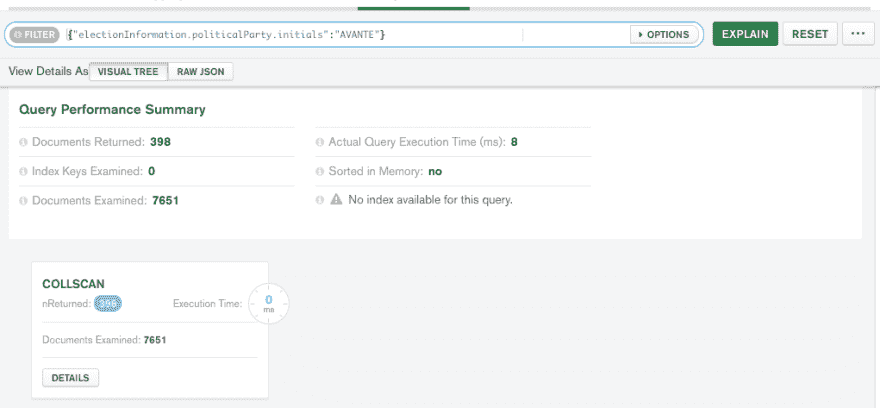 FILTER {"electionInformation.politicalParty.initials":"AVANTE"} OPTIONS EXPLAIN RESET ...
View Details As VISUAL TREE RAW JSON
Query Performance Summary
Documents Returned: 398
Actual Query Execution Time (ms): 8
Index Keys Examined: 0
Sorted in Memory: no
Documents Examined: 7651
No index available for this query.
COLLSCAN
nReturned: 398 Execution Time: 0 ms
Documents Examined: 7651
DETAILS